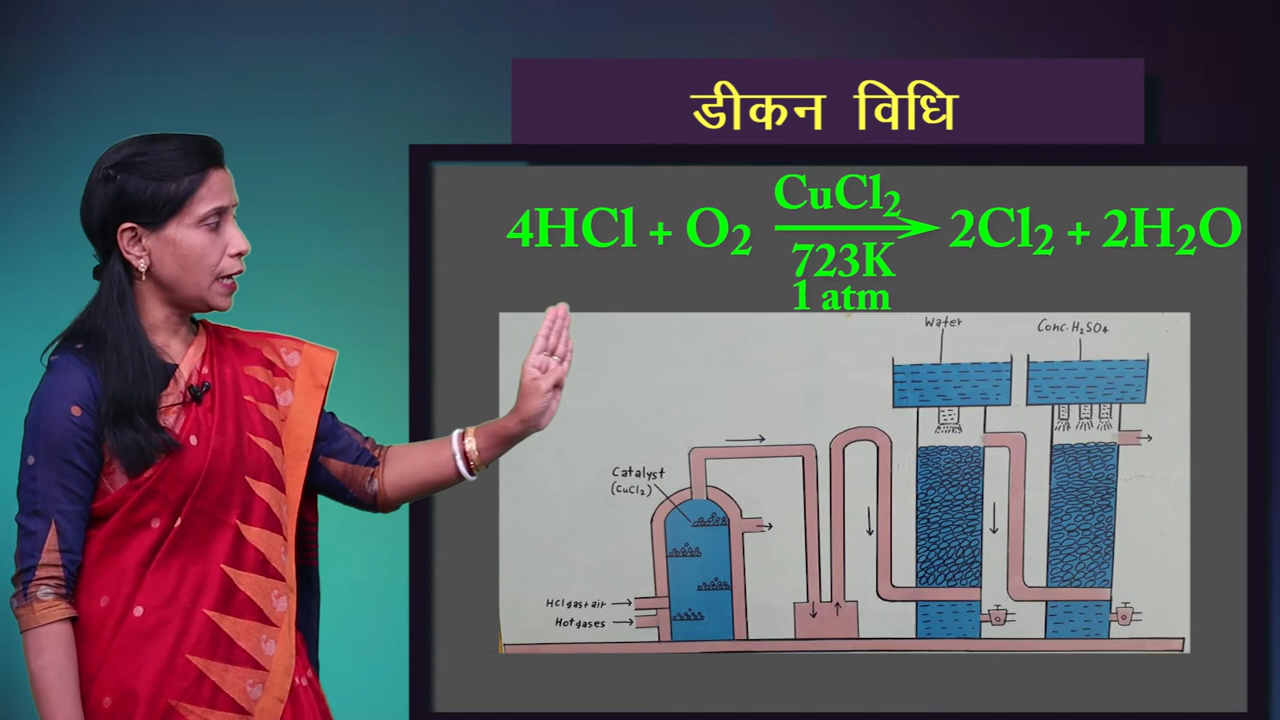 डीकन विधि
4HCl + O₂ CuCl₂ 723K 1 atm → 2Cl₂ + 2H₂O
Water
Conc. H₂SO₄
Catalyst
(CuCl₂)
HCl gas+air
Hot gases